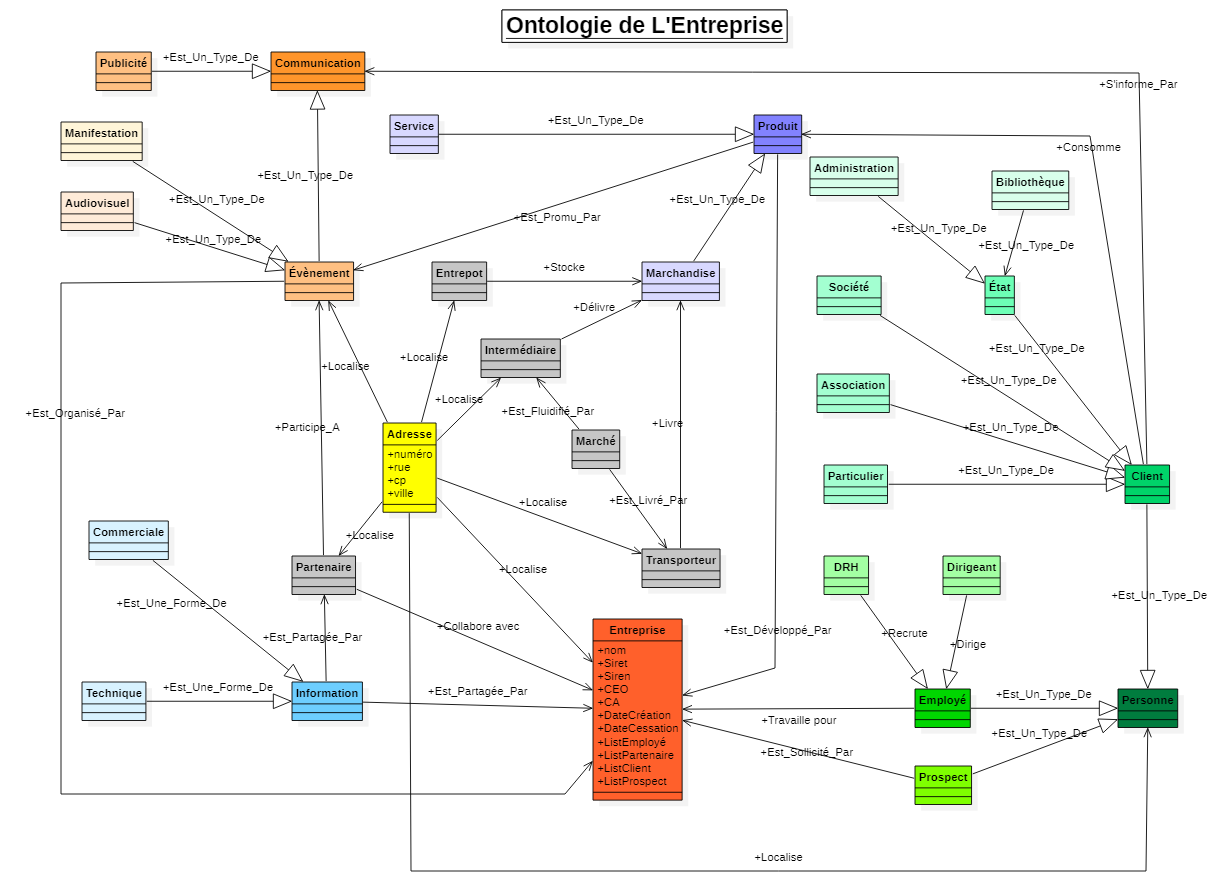 Ontologie de L'Entreprise
Publicité
+Est_Un_Type_De
Communication
+S'informe_Par
Manifestation
Service
+Est_Un_Type_De
Produit
+Consomme
Administration
Bibliothèque
+Est_Un_Type_De
Audiovisuel
+Est_Un_Type_De
+Est_Un_Type_De
+Est_Un_Type_De
+Est_Promu_Par
+Est_Un_Type_De
+Est_Un_Type_De
Évènement
Entrepot
+Stocke
Marchandise
Société
État
+Délivre
+Localise
+Localise
Intermédiaire
+Est_Un_Type_De
+Est_Un_Type_De
Association
+Localise
+Est_Organisé_Par
+Est_Fluidifié_Par
+Participe_A
+Livre
+Est_Un_Type_De
Adresse
+numéro
+rue
+cp
+ville
Marché
Particulier
+Est_Un_Type_De
Client
+Localise
+Est_Livré_Par
Commerciale
+Localise
Partenaire
+Localise
Transporteur
DRH
Dirigeant
+Est_Un_Type_De
+Est_Une_Forme_De
+Est_Partagée_Par
+Collabore avec
+Est_Développé_Par
+Recrute
+Dirige
Entreprise
+nom
+Siret
+Siren
+CEO
+CA
+DateCréation
+DateCessation
+ListEmployé
+ListPartenaire
+ListClient
+ListProspect
Technique
+Est_Une_Forme_De
Information
+Est_Partagée_Par
Employé
+Est_Un_Type_De
Personne
+Travaille pour
+Est_Un_Type_De
+Est_Sollicité_Par
Prospect
+Localise